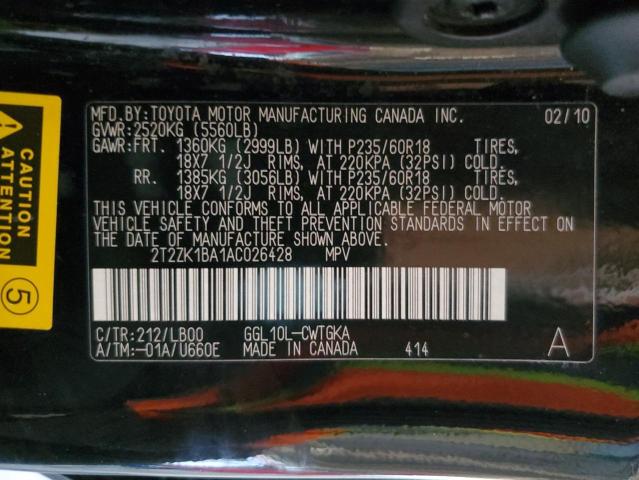 MFD.BY:TOYOTA MOTOR MANUFACTURING CANADA INC. 02/10
GVWR:2520KG (5560LB)
GAWR:FRT. 1360KG (2999LB) WITH P235/60R18 TIRES,
18X7 1/2J RIMS, AT 220KPA (32PSI) COLD.
RR. 1385KG (3056LB) WITH P235/60R18 TIRES,
18X7 1/2J RIMS, AT 220KPA (32PSI) COLD.
THIS VEHICLE CONFORMS TO ALL APPLICABLE FEDERAL MOTOR
VEHICLE SAFETY AND THEFT PREVENTION STANDARDS IN EFFECT ON
THE DATE OF MANUFACTURE SHOWN ABOVE.
2T2ZK1BA1AC026428 MPV
C/TR:212/LB00 GGL10L-CWTGKA
A/TM:-01A/U660E MADE IN CANADA 414 A
ATTENTION
5